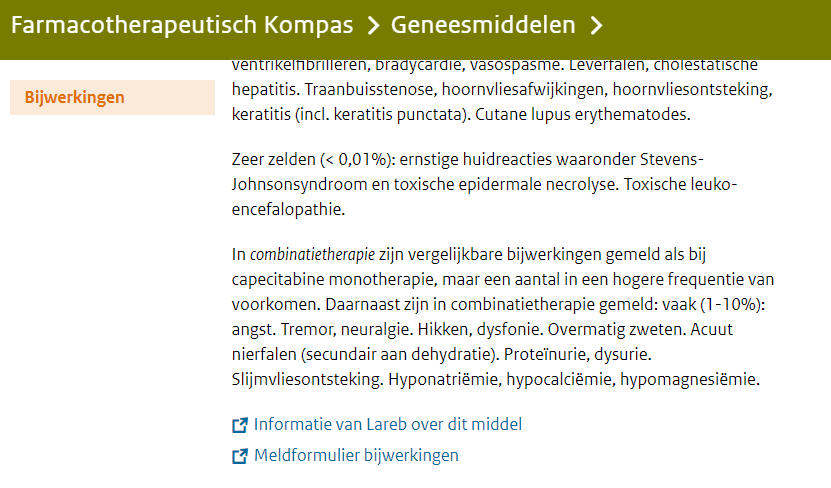 Farmacotherapeutisch Kompas > Geneesmiddelen >
ventrikelfibrilleren, bradycardie, vasospasme. Leverfalen, cholestatische
Bijwerkingen
hepatitis. Traanbuisstenose, hoornvliesafwijkingen, hoornvliesontsteking,
keratitis (incl. keratitis punctata). Cutane lupus erythematodes.
Zeer zelden (< 0,01%): ernstige huidreacties waaronder Stevens-
Johnsonsyndroom en toxische epidermale necrolyse. Toxische leuko-
encefalopathie.
In combinatietherapie zijn vergelijkbare bijwerkingen gemeld als bij
capecitabine monotherapie, maar een aantal in een hogere frequentie van
voorkomen. Daarnaast zijn in combinatietherapie gemeld: vaak (1-10%):
angst. Tremor, neuralgie. Hikken, dysfonie. Overmatig zweten. Acuut
nierfalen (secundair aan dehydratie). Proteïnurie, dysurie.
Slijmvliesontsteking. Hyponatriëmie, hypocalciëmie, hypomagnesiëmie.
Informatie van Lareb over dit middel
Meldformulier bijwerkingen